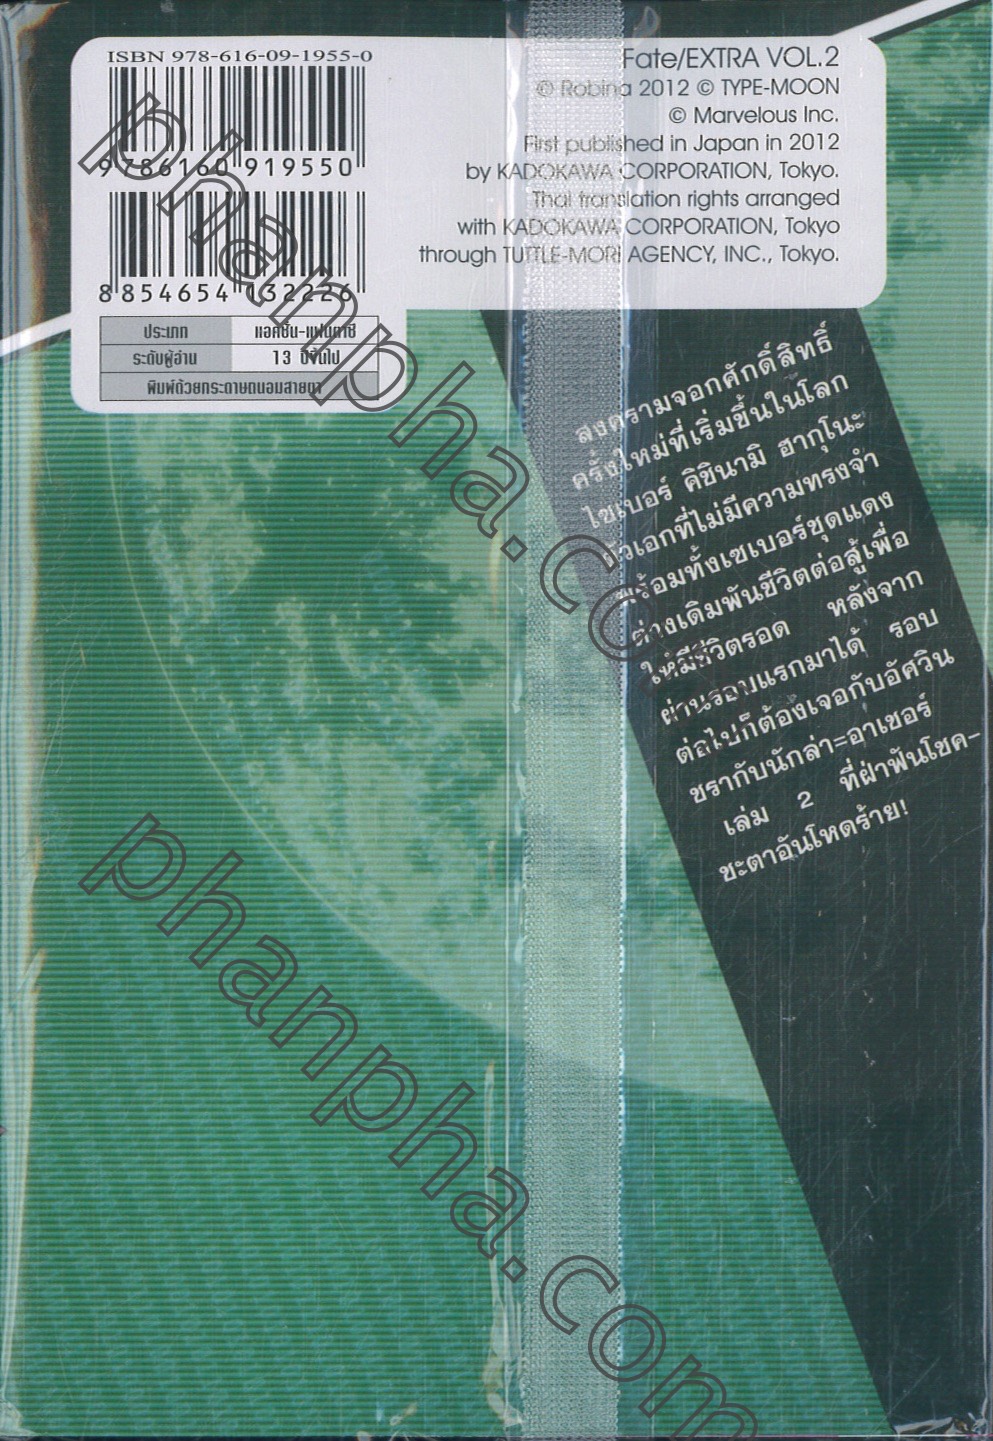 ISBN 978-616-09-1955-0
9 786160 919550
8 854654 132226
ประเภท แอคชั่น-แฟนตาซี
ระดับผู้อ่าน 13 ปีขึ้นไป
พิมพ์ด้วยกระดาษถนอมสายตา
Fate/EXTRA VOL.2
© Robina 2012 © TYPE-MOON
© Marvelous Inc.
First published in Japan in 2012
by KADOKAWA CORPORATION, Tokyo.
Thai translation rights arranged
with KADOKAWA CORPORATION, Tokyo
through TUTTLE-MORI AGENCY, INC., Tokyo.
สงครามจอกศักดิ์สิทธิ์
ครั้งใหม่ที่เริ่มขึ้นในโลก
ไซเบอร์ คิชินามิ ฮากุโนะ
ตัวเอกที่ไม่มีความทรงจำ
พร้อมทั้งเซเบอร์ชุดแดง
ต่างเดิมพันชีวิตต่อสู้เพื่อ
ให้มีชีวิตรอด หลังจาก
ผ่านรอบแรกมาได้ รอบ
ต่อไปก็ต้องเจอกับอัศวิน
ชรากับนักล่า=อาเชอร์
เล่ม 2 ที่ฝ่าฟันโชค-
ชะตาอันโหดร้าย!
phanpha.com
phanpha.com